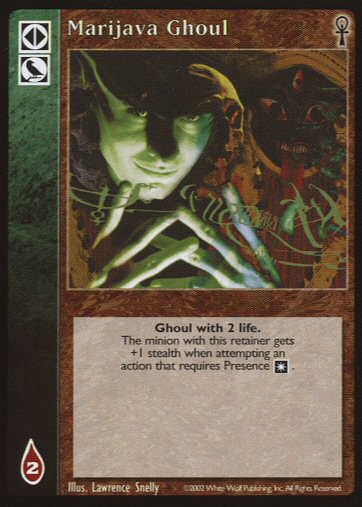 Marijava Ghoul
Ghoul with 2 life.
The minion with this retainer gets
+1 stealth when attempting an
action that requires Presence .
2
Illus. Lawrence Snelly
©2002 White Wolf Publishing, Inc. All Rights Reserved.